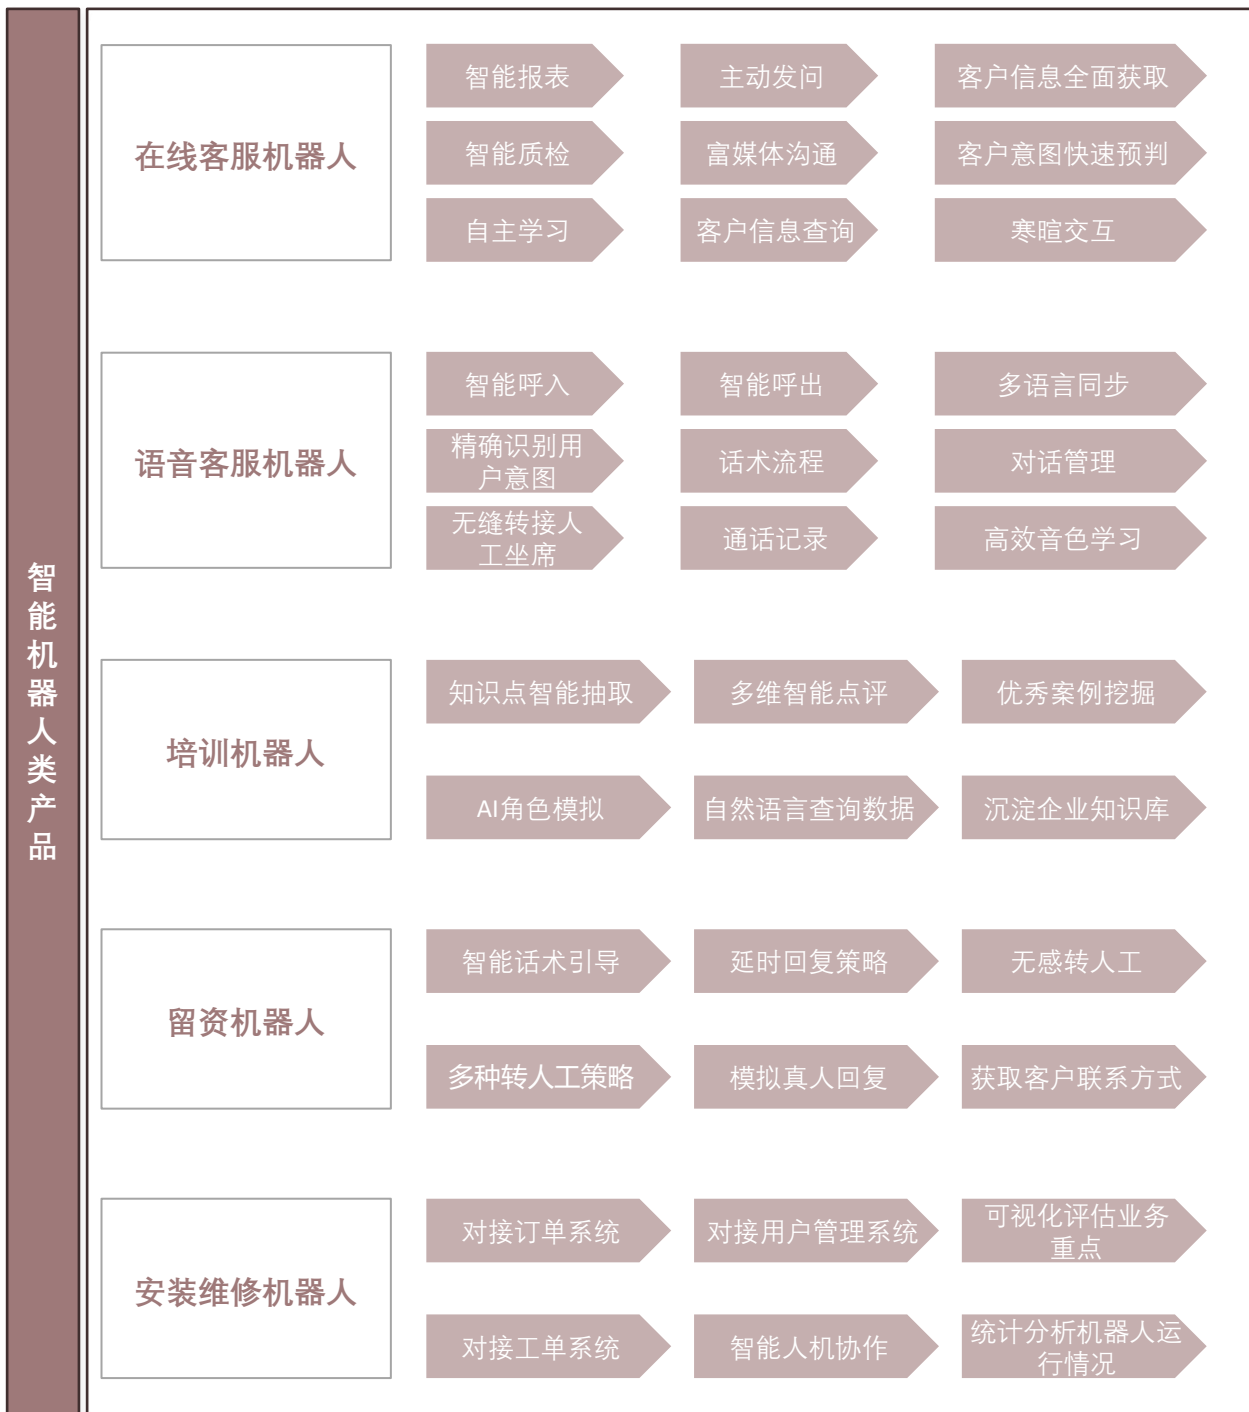 智能机器人类产品
在线客服机器人
智能报表
主动发问
客户信息全面获取
智能质检
富媒体沟通
客户意图快速预判
自主学习
客户信息查询
寒暄交互
语音客服机器人
智能呼入
智能呼出
多语言同步
精确识别用
户意图
话术流程
对话管理
无缝转接人
工坐席
通话记录
高效音色学习
培训机器人
知识点智能抽取
多维智能点评
优秀案例挖掘
AI角色模拟
自然语言查询数据
沉淀企业知识库
留资机器人
智能话术引导
延时回复策略
无感转人工
多种转人工策略
模拟真人回复
获取客户联系方式
安装维修机器人
对接订单系统
对接用户管理系统
可视化评估业务
重点
对接工单系统
智能人机协作
统计分析机器人运
行情况